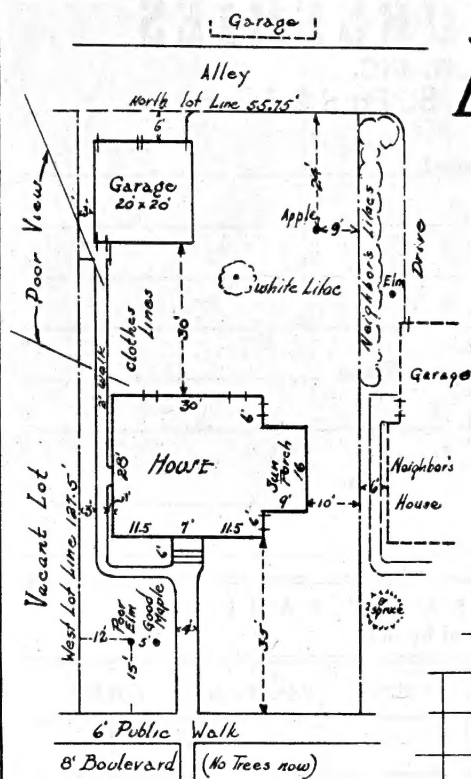 Garage
Alley
North lot Line 55.75'
6'
Garage
20' x 20'
3'
Poor View
24'
Apple
9'
Neighbor's Lilacs
Drive
Elm
White Lilac
Clothes Lines
30'
2' Walk
Garage
30'
6'
House
28'
Sun Porch
16
9'
10'
6'
Neighbor's
House
3'
11.5
7'
11.5
6'
6'
Vacant Lot
West Lot Line 127.5'
12'
Poor Elm
5'
Good Maple
15'
4'
35'
Spruce
6' Public Walk
8' Boulevard (No Trees now)